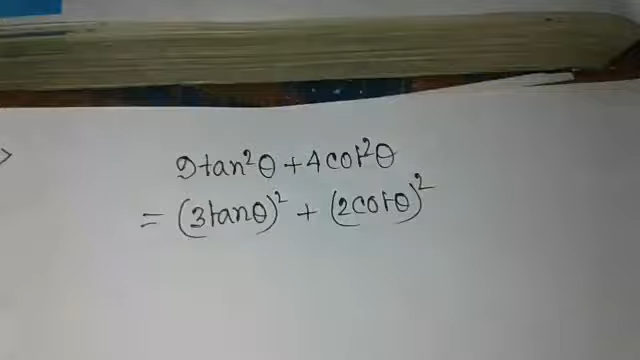 9tan²θ + 4cot²θ
= (3tanθ)² + (2cotθ)²